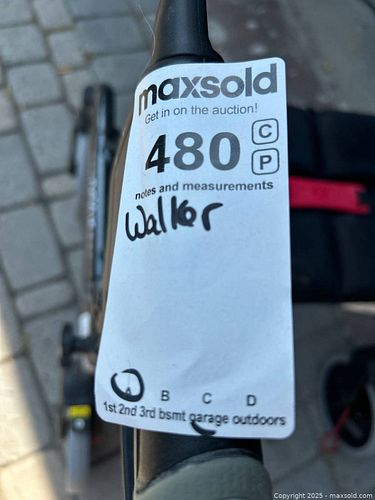 maxsold
Get in on the auction!
480 C
P
notes and measurements
Walker
A B C D
1st 2nd 3rd bsmt garage outdoors
Copyright 2025 - maxsold.com